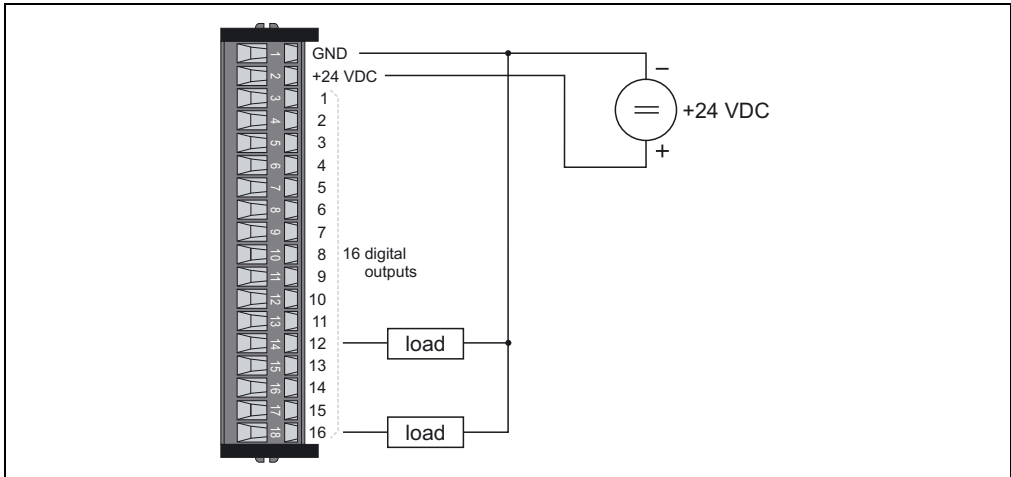 1 GND
2 +24 VDC
−
+24 VDC
+
3 1
4 2
5 3
6 4
7 5
8 6
9 7
10 8
16 digital
outputs
11 9
12 10
13 11
14 12
load
15 13
16 14
17 15
18 16
load